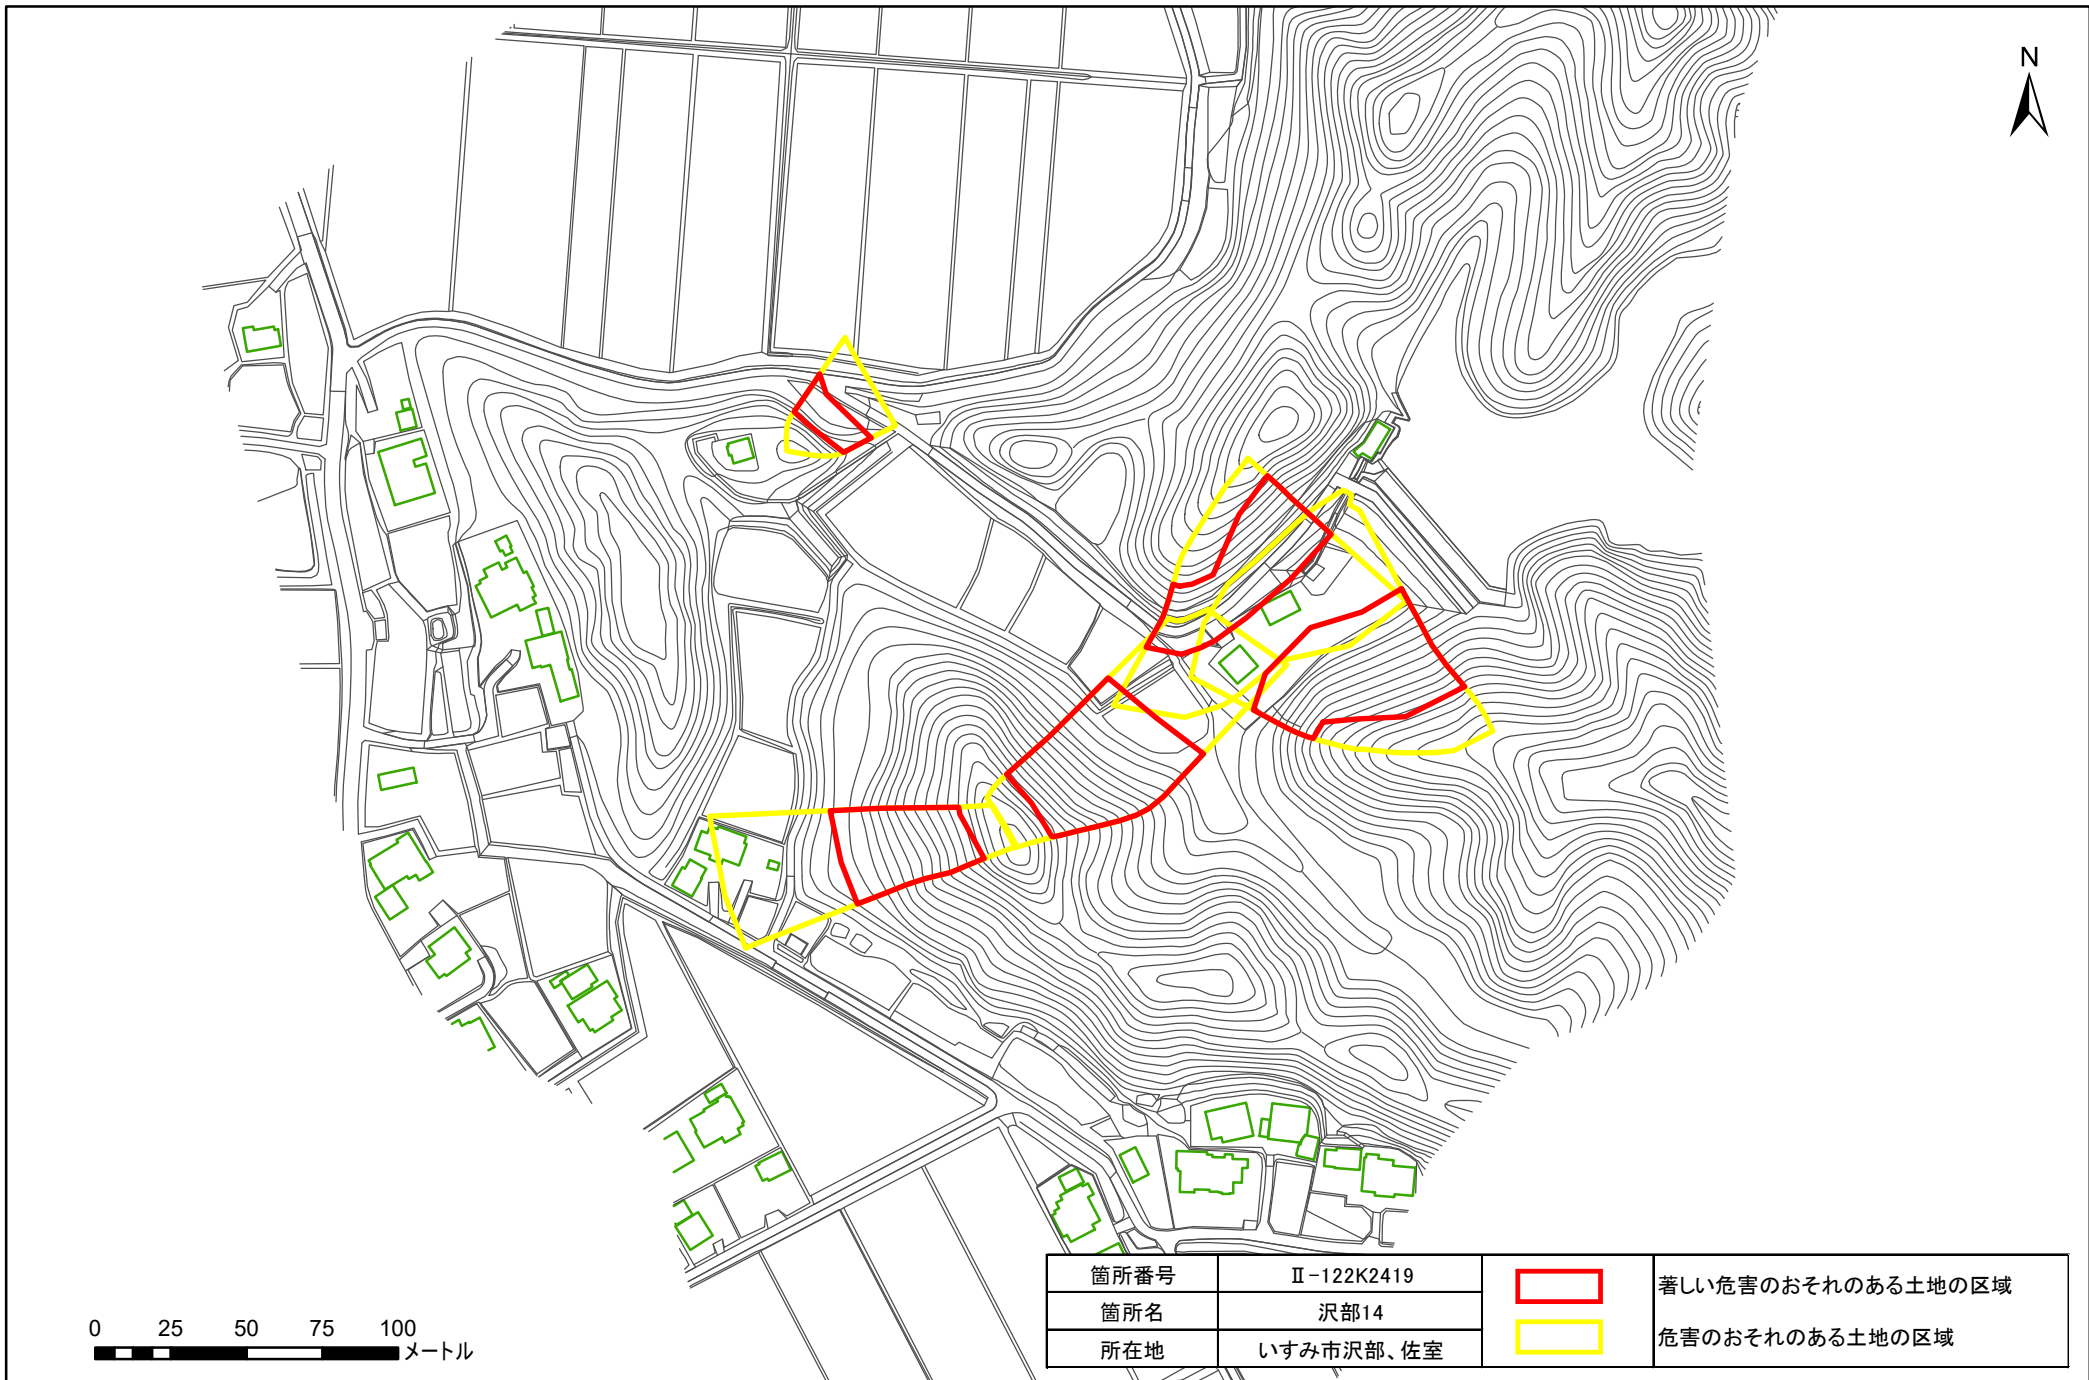 N
0 25 50 75 100
メートル
箇所番号 Ⅱ-122K2419
箇所名 沢部14
所在地 いすみ市沢部、佐室
著しい危害のおそれのある土地の区域
危害のおそれのある土地の区域